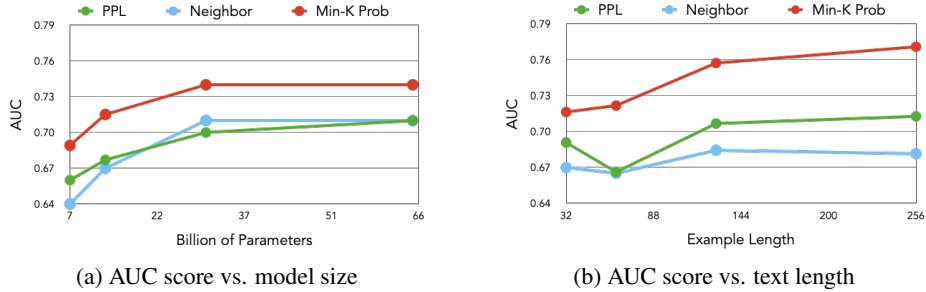 PPL Neighbor Min-K Prob
0.79
0.76
0.73
0.70
0.67
0.64
AUC
7 22 37 51 66
Billion of Parameters
(a) AUC score vs. model size
PPL Neighbor Min-K Prob
0.79
0.76
0.73
0.70
0.67
0.64
AUC
32 88 144 200 256
Example Length
(b) AUC score vs. text length